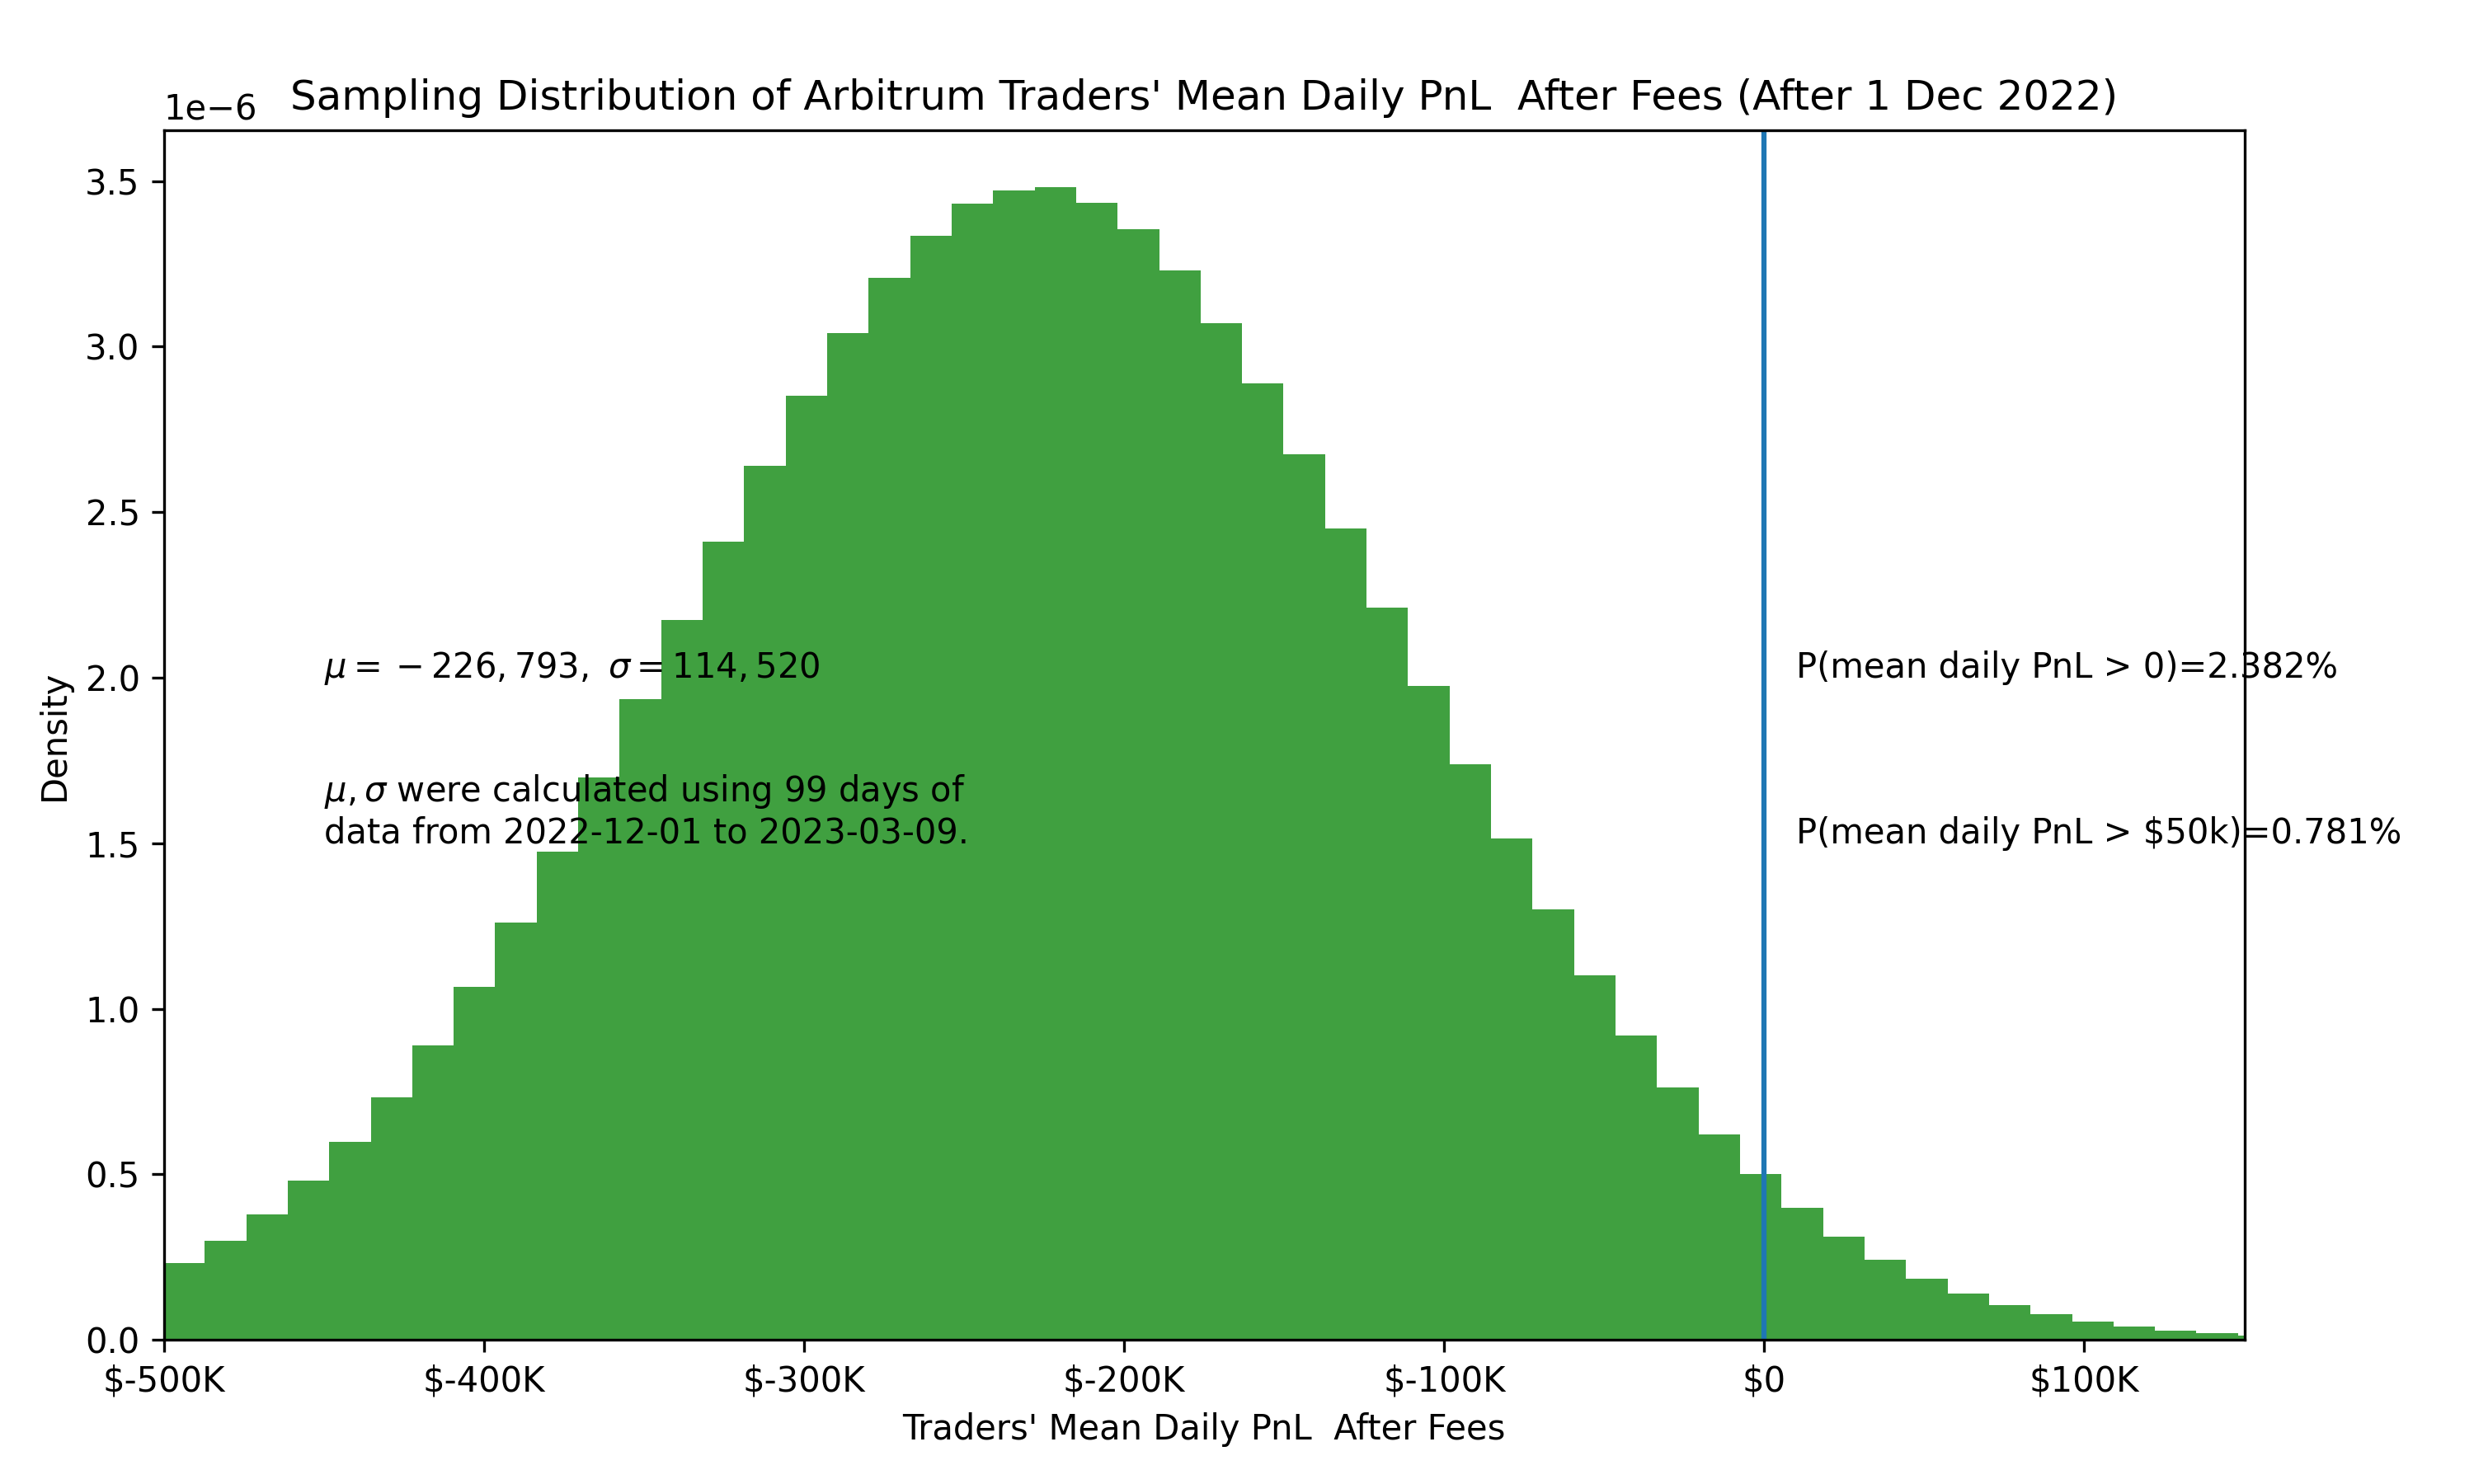 Sampling Distribution of Arbitrum Traders' Mean Daily PnL  After Fees (After 1 Dec 2022)
1e−6
3.5
3.0
2.5
2.0
1.5
1.0
0.5
0.0
Density
μ = − 226, 793, σ = 114, 520
μ, σ were calculated using 99 days of
data from 2022-12-01 to 2023-03-09.
P(mean daily PnL > 0)=2.382%
P(mean daily PnL > $50k)=0.781%
$-500K
$-400K
$-300K
$-200K
$-100K
$0
$100K
Traders' Mean Daily PnL  After Fees